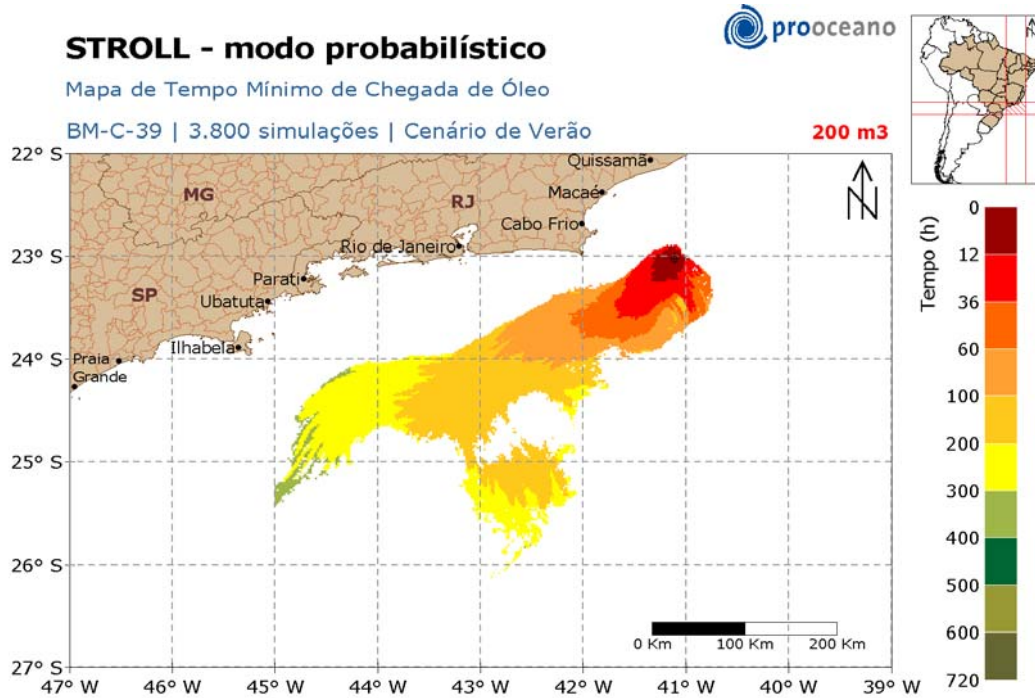 prooceano
STROLL - modo probabilístico
Mapa de Tempo Mínimo de Chegada de Óleo
BM-C-39 | 3.800 simulações | Cenário de Verão
200 m3
N
22° S
23° S
24° S
25° S
26° S
27° S
47° W
46° W
45° W
44° W
43° W
42° W
41° W
40° W
39° W
MG
RJ
SP
Quissamã
Macaé
Cabo Frio
Rio de Janeiro
Parati
Ubatuta
Ilhabela
Praia
Grande
N
0 Km
100 Km
200 Km
Tempo (h)
0
12
36
60
100
200
300
400
500
600
720